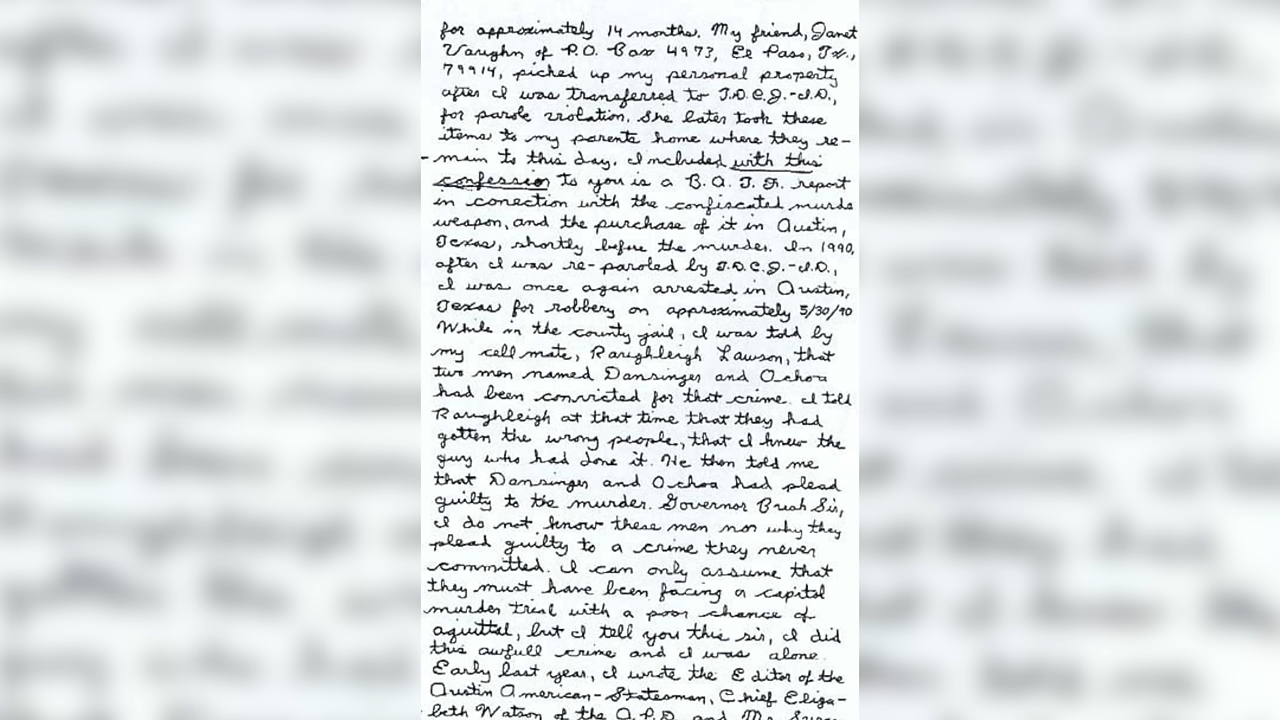 for approximately 14 months. My friend, Janet
Vaughn of P.O. Box 4973, El Paso, Tx.,
79914, picked up my personal property
after I was transferred to T.D.C.J.-I.D.,
for parole violation. She later took these
items to my parents home where they re-
main to this day. Included with this
confession to you is a B.A.T.F. report
in conection with the confiscated murde
weapon, and the purchase of it in Austin,
Texas, shortly before the murder. In 1990,
after I was re-paroled by T.D.C.J.-I.D.,
I was once again arrested in Austin,
Texas for robbery on approximately 5/30/90
While in the county jail, I was told by
my cell mate, Raughleigh Lawson, that
two men named Dansinger and Ochoa
had been convicted for that crime. I told
Raughleigh at that time that they had
gotten the wrong people, that I knew the
guy who had done it. He then told me
that Dansinger and Ochoa had plead
guilty to the murder. Governor Bush Sir,
I do not know these men nor why they
plead guilty to a crime they never
committed. I can only assume that
they must have been facing a capitol
murder trial with a poor chance of
aquittal, but I tell you this sir, I did
this awfull crime and I was alone.
Early last year, I wrote the Editor of the
Austin American-Statesman, Chief Eliza-
beth Watson of the A.P.D. and Mr.